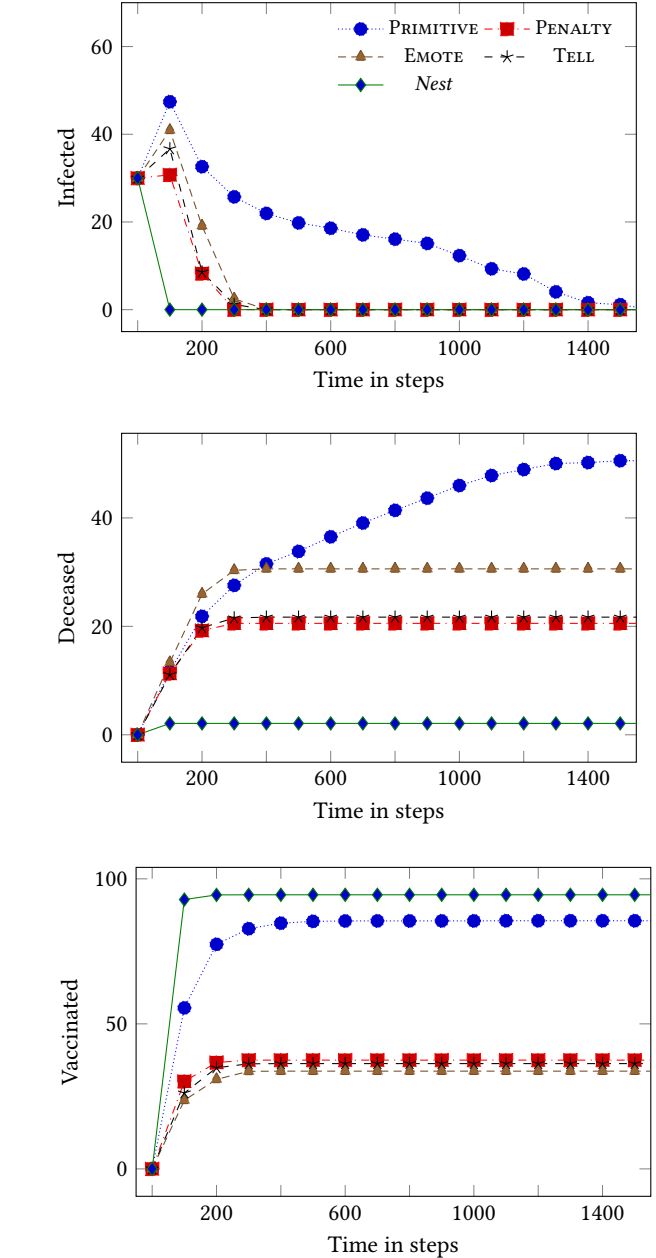 60
40
20
0
Infected
PRIMITIVE PENALTY
EMOTE TELL
Nest
200 600 1000 1400
Time in steps
40
20
0
Deceased
200 600 1000 1400
Time in steps
100
50
0
Vaccinated
200 600 1000 1400
Time in steps